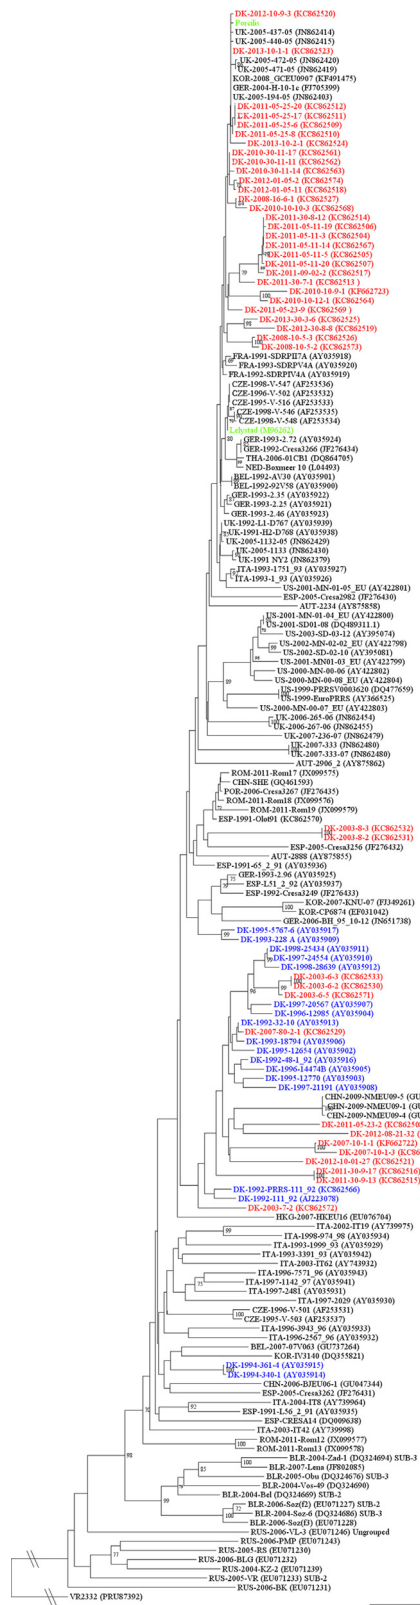 DK-2012-10-9-3 (KC862520)
Porcilis
UK-2005-437-05 (JN862414)
UK-2005-440-05 (JN862415)
DK-2013-10-1-1 (KC862523)
UK-2005-472-05 (JN862420)
UK-2005-471-05 (JN862419)
KOR-2008_GCEU0907 (KF491475)
GER-2004-H-10-1c (FJ705399)
UK-2005-194-05 (JN862403)
DK-2011-05-25-20 (KC862512)
DK-2011-05-25-17 (KC862511)
DK-2011-05-25-6 (KC862509)
DK-2011-05-25-8 (KC862510)
DK-2013-10-2-1 (KC862524)
DK-2010-30-11-17 (KC862561)
DK-2010-30-11-11 (KC862562)
DK-2010-30-11-14 (KC862563)
DK-2012-01-05-2 (KC862574)
DK-2012-01-05-11 (KC862518)
DK-2008-16-6-1 (KC862527)
DK-2010-10-10-3 (KC862568)
DK-2011-30-8-12 (KC862514)
DK-2011-05-11-19 (KC862506)
DK-2011-05-11-3 (KC862504)
DK-2011-05-11-14 (KC862567)
DK-2011-05-11-5 (KC862505)
DK-2011-05-11-20 (KC862507)
DK-2011-09-02-2 (KC862517)
DK-2011-30-7-1 (KC862513 )
DK-2010-10-9-1 (KF662723)
DK-2010-10-12-1 (KC862564)
DK-2011-05-23-9 (KC862569 )
DK-2013-30-3-6 (KC862525)
DK-2012-30-8-8 (KC862519)
DK-2008-10-5-3 (KC862526)
DK-2008-10-5-2 (KC862573)
FRA-1991-SDRPII7A (AY035918)
FRA-1993-SDRPV4A (AY035920)
FRA-1992-SDRPIV4A (AY035919)
CZE-1998-V-547 (AF253536)
CZE-1996-V-502 (AF253532)
CZE-1995-V-516 (AF253533)
CZE-1998-V-546 (AF253535)
CZE-1998-V-548 (AF253534)
Lelystad (M96262)
GER-1993-2.72 (AY035924)
GER-1992-Cresa3266 (JF276434)
THA-2006-01CB1 (DQ864705)
NED-Boxmeer 10 (L04493)
BEL-1992-AV30 (AY035901)
BEL-1992-92V58 (AY035900)
GER-1993-2.35 (AY035922)
GER-1993-2.25 (AY035921)
GER-1993-2.46 (AY035923)
UK-1992-L1-D767 (AY035939)
UK-1991-H2-D768 (AY035938)
UK-2005-1132-05 (JN862429)
UK-2005-1133 (JN862430)
UK-1991 NY2 (JN862379)
ITA-1993-1751_93 (AY035927)
ITA-1993-1_93 (AY035926)
US-2001-MN-01-05_EU (AY422801)
ESP-2005-Cresa2982 (JF276430)
AUT-2234 (AY875858)
US-2001-MN-01-04_EU (AY422800)
US-2001-SD01-08 (DQ489311.1)
US-2003-SD-03-12 (AY395074)
US-2002-MN-02-02_EU (AY422798)
US-2002-SD-02-10 (AY395081)
US-2001-MN01-03_EU (AY422799)
US-2000-MN-00-06 (AY422802)
US-2000-MN-00-08_EU (AY422804)
US-1999-PRRSV0003620 (DQ477659)
US-1999-EuroPRRS (AY366525)
US-2000-MN-00-07_EU (AY422803)
UK-2006-265-06 (JN862454)
UK-2006-267-06 (JN862455)
UK-2007-236-07 (JN862479)
UK-2007-333 (JN862480)
UK-2007-333-07 (JN862480)
AUT-2906_2 (AY875862)
ROM-2011-Rom17 (JX099575)
CHN-SHE (GQ461593)
POR-2006-Cresa3267 (JF276435)
ROM-2011-Rom18 (JX099576)
ROM-2011-Rom19 (JX099579)
ESP-1991-Olot91 (KC862570)
DK-2003-8-3 (KC862532)
DK-2003-8-2 (KC862531)
ESP-2005-Cresa3256 (JF276432)
AUT-2888 (AY875855)
ESP-1991-65_2_91 (AY035936)
GER-1993-2.96 (AY035925)
ESP-L51_2_92 (AY035937)
ESP-1992-Cresa3249 (JF276433)
KOR-2007-KNU-07 (FJ349261)
KOR-CP6874 (EF031042)
GER-2006-BH_95_10-12 (JN651738)
DK-1995-5767-6 (AY035917)
DK-1993-228 A (AY035909)
DK-1998-25434 (AY035911)
DK-1997-24554 (AY035910)
DK-1998-28639 (AY035912)
DK-2003-6-3 (KC862533)
DK-2003-6-2 (KC862530)
DK-2003-6-5 (KC862571)
DK-1997-20567 (AY035907)
DK-1996-12985 (AY035904)
DK-1992-32-10 (AY035913)
DK-2007-80-2-1 (KC862529)
DK-1993-18794 (AY035906)
DK-1995-12654 (AY035902)
DK-1992-48-1_92 (AY035916)
DK-1996-14474B (AY035905)
DK-1995-12770 (AY035903)
DK-1997-21191 (AY035908)
CHN-2009-NMEU09-5 (GU
CHN-2009-NMEU09-1 (GU
CHN-2009-NMEU09-4 (GU
DK-2011-05-23-2 (KC86250
DK-2012-08-21-32 (
DK-2007-10-1-1 (KF662722)
DK-2007-10-1-3 (KC86
DK-2012-10-01-27 (KC862521)
DK-2011-30-9-17 (KC862516)
DK-2011-30-9-13 (KC862515)
DK-1992-PRRS-111_92 (KC862566)
DK-1992-111_92 (AJ223078)
DK-2003-7-2 (KC862572)
HKG-2007-HKEU16 (EU076704)
ITA-2002-IT19 (AY739975)
ITA-1998-974_98 (AY035934)
ITA-1993-1999_93 (AY035929)
ITA-1993-3391_93 (AY035942)
ITA-2003-IT62 (AY743932)
ITA-1996-7571_96 (AY035943)
ITA-1997-1142_97 (AY035941)
ITA-1997-2481 (AY035931)
ITA-1997-2029 (AY035930)
CZE-1996-V-501 (AF253531)
CZE-1995-V-503 (AF253537)
ITA-1996-3943_96 (AY035933)
ITA-1996-2567_96 (AY035932)
BEL-2007-07V063 (GU737264)
KOR-IV3140 (DQ355821)
DK-1994-361-4 (AY035915)
DK-1994-340-1 (AY035914)
CHN-2006-BJEU06-1 (GU047344)
ESP-2005-Cresa3262 (JF276431)
ITA-2004-IT8 (AY739964)
ESP-1991-L56_2_91 (AY035935)
ESP-CRESA14 (DQ009638)
ITA-2003-IT42 (AY739998)
ROM-2011-Rom12 (JX099577)
ROM-2011-Rom13 (JX099578)
BLR-2004-Zad-1 (DQ324694) SUB-3
BLR-2007-Lena (JF802085)
BLR-2005-Obu (DQ324676) SUB-3
BLR-2004-Vos-49 (DQ324690)
BLR-2004-Bel (DQ324669) SUB-2
BLR-2006-Soz(f2) (EU071227) SUB-2
BLR-2004-Soz-6 (DQ324686) SUB-3
BLR-2006-Soz(f3) (EU071228)
RUS-2006-VL-3 (EU071246) Ungrouped
RUS-2006-PMP (EU071243)
RUS-2005-RS (EU071230)
RUS-2006-BLG (EU071232)
RUS-2004-KZ-2 (EU071239)
RUS-2005-VR (EU071233) SUB-2
RUS-2006-BK (EU071231)
VR2332 (PRU87392)